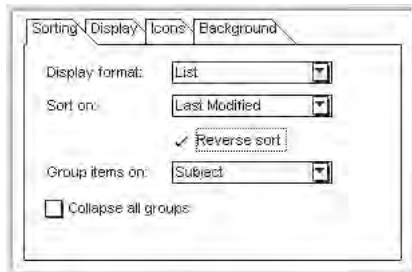 Sorting Display Icons Background
Display format: List
Sort on: Last Modified
Reverse sort
Group items on: Subject
Collapse all groups